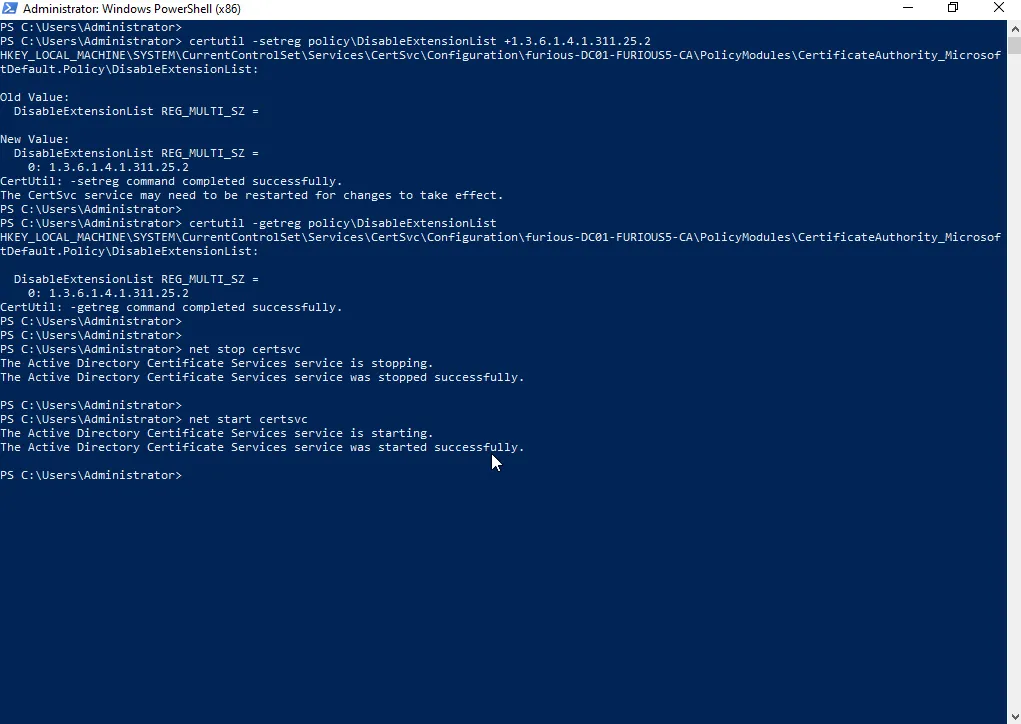 Administrator: Windows PowerShell (x86)
PS C:\Users\Administrator>
PS C:\Users\Administrator> certutil -setreg policy\DisableExtensionList +1.3.6.1.4.1.311.25.2
HKEY_LOCAL_MACHINE\SYSTEM\CurrentControlSet\Services\CertSvc\Configuration\furious-DC01-FURIOUS5-CA\PolicyModules\CertificateAuthority_Microsof
tDefault.Policy\DisableExtensionList:
Old Value:
DisableExtensionList REG_MULTI_SZ =
New Value:
DisableExtensionList REG_MULTI_SZ =
0: 1.3.6.1.4.1.311.25.2
CertUtil: -setreg command completed successfully.
The CertSvc service may need to be restarted for changes to take effect.
PS C:\Users\Administrator>
PS C:\Users\Administrator> certutil -getreg policy\DisableExtensionList
HKEY_LOCAL_MACHINE\SYSTEM\CurrentControlSet\Services\CertSvc\Configuration\furious-DC01-FURIOUS5-CA\PolicyModules\CertificateAuthority_Microsof
tDefault.Policy\DisableExtensionList:
DisableExtensionList REG_MULTI_SZ =
0: 1.3.6.1.4.1.311.25.2
CertUtil: -getreg command completed successfully.
PS C:\Users\Administrator>
PS C:\Users\Administrator>
PS C:\Users\Administrator> net stop certsvc
The Active Directory Certificate Services service is stopping.
The Active Directory Certificate Services service was stopped successfully.
PS C:\Users\Administrator>
PS C:\Users\Administrator> net start certsvc
The Active Directory Certificate Services service is starting.
The Active Directory Certificate Services service was started successfully.
PS C:\Users\Administrator>